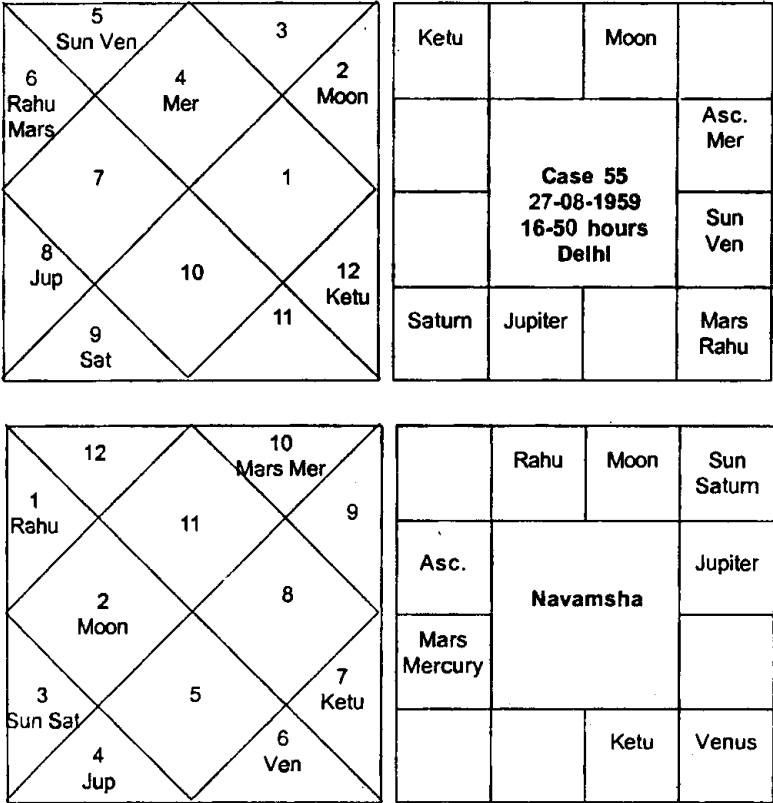 5
Sun Ven
3
6
Rahu
Mars
4
Mer
2
Moon
7
1
8
Jup
10
12
Ketu
9
Sat
11
Ketu
Moon
Asc.
Mer
Case 55
27-08-1959
16-50 hours
Delhi
Sun
Ven
Saturn
Jupiter
Mars
Rahu
12
10
Mars Mer
1
Rahu
11
9
2
Moon
8
3
Sun Sat
5
7
Ketu
4
Jup
6
Ven
Rahu
Moon
Sun
Saturn
Asc.
Jupiter
Navamsha
Mars
Mercury
Ketu
Venus